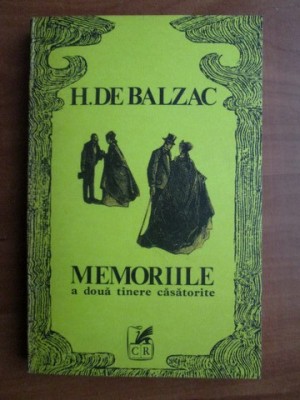 H. DE BALZAC
MEMORIILE
a două tinere căsătorite
CR